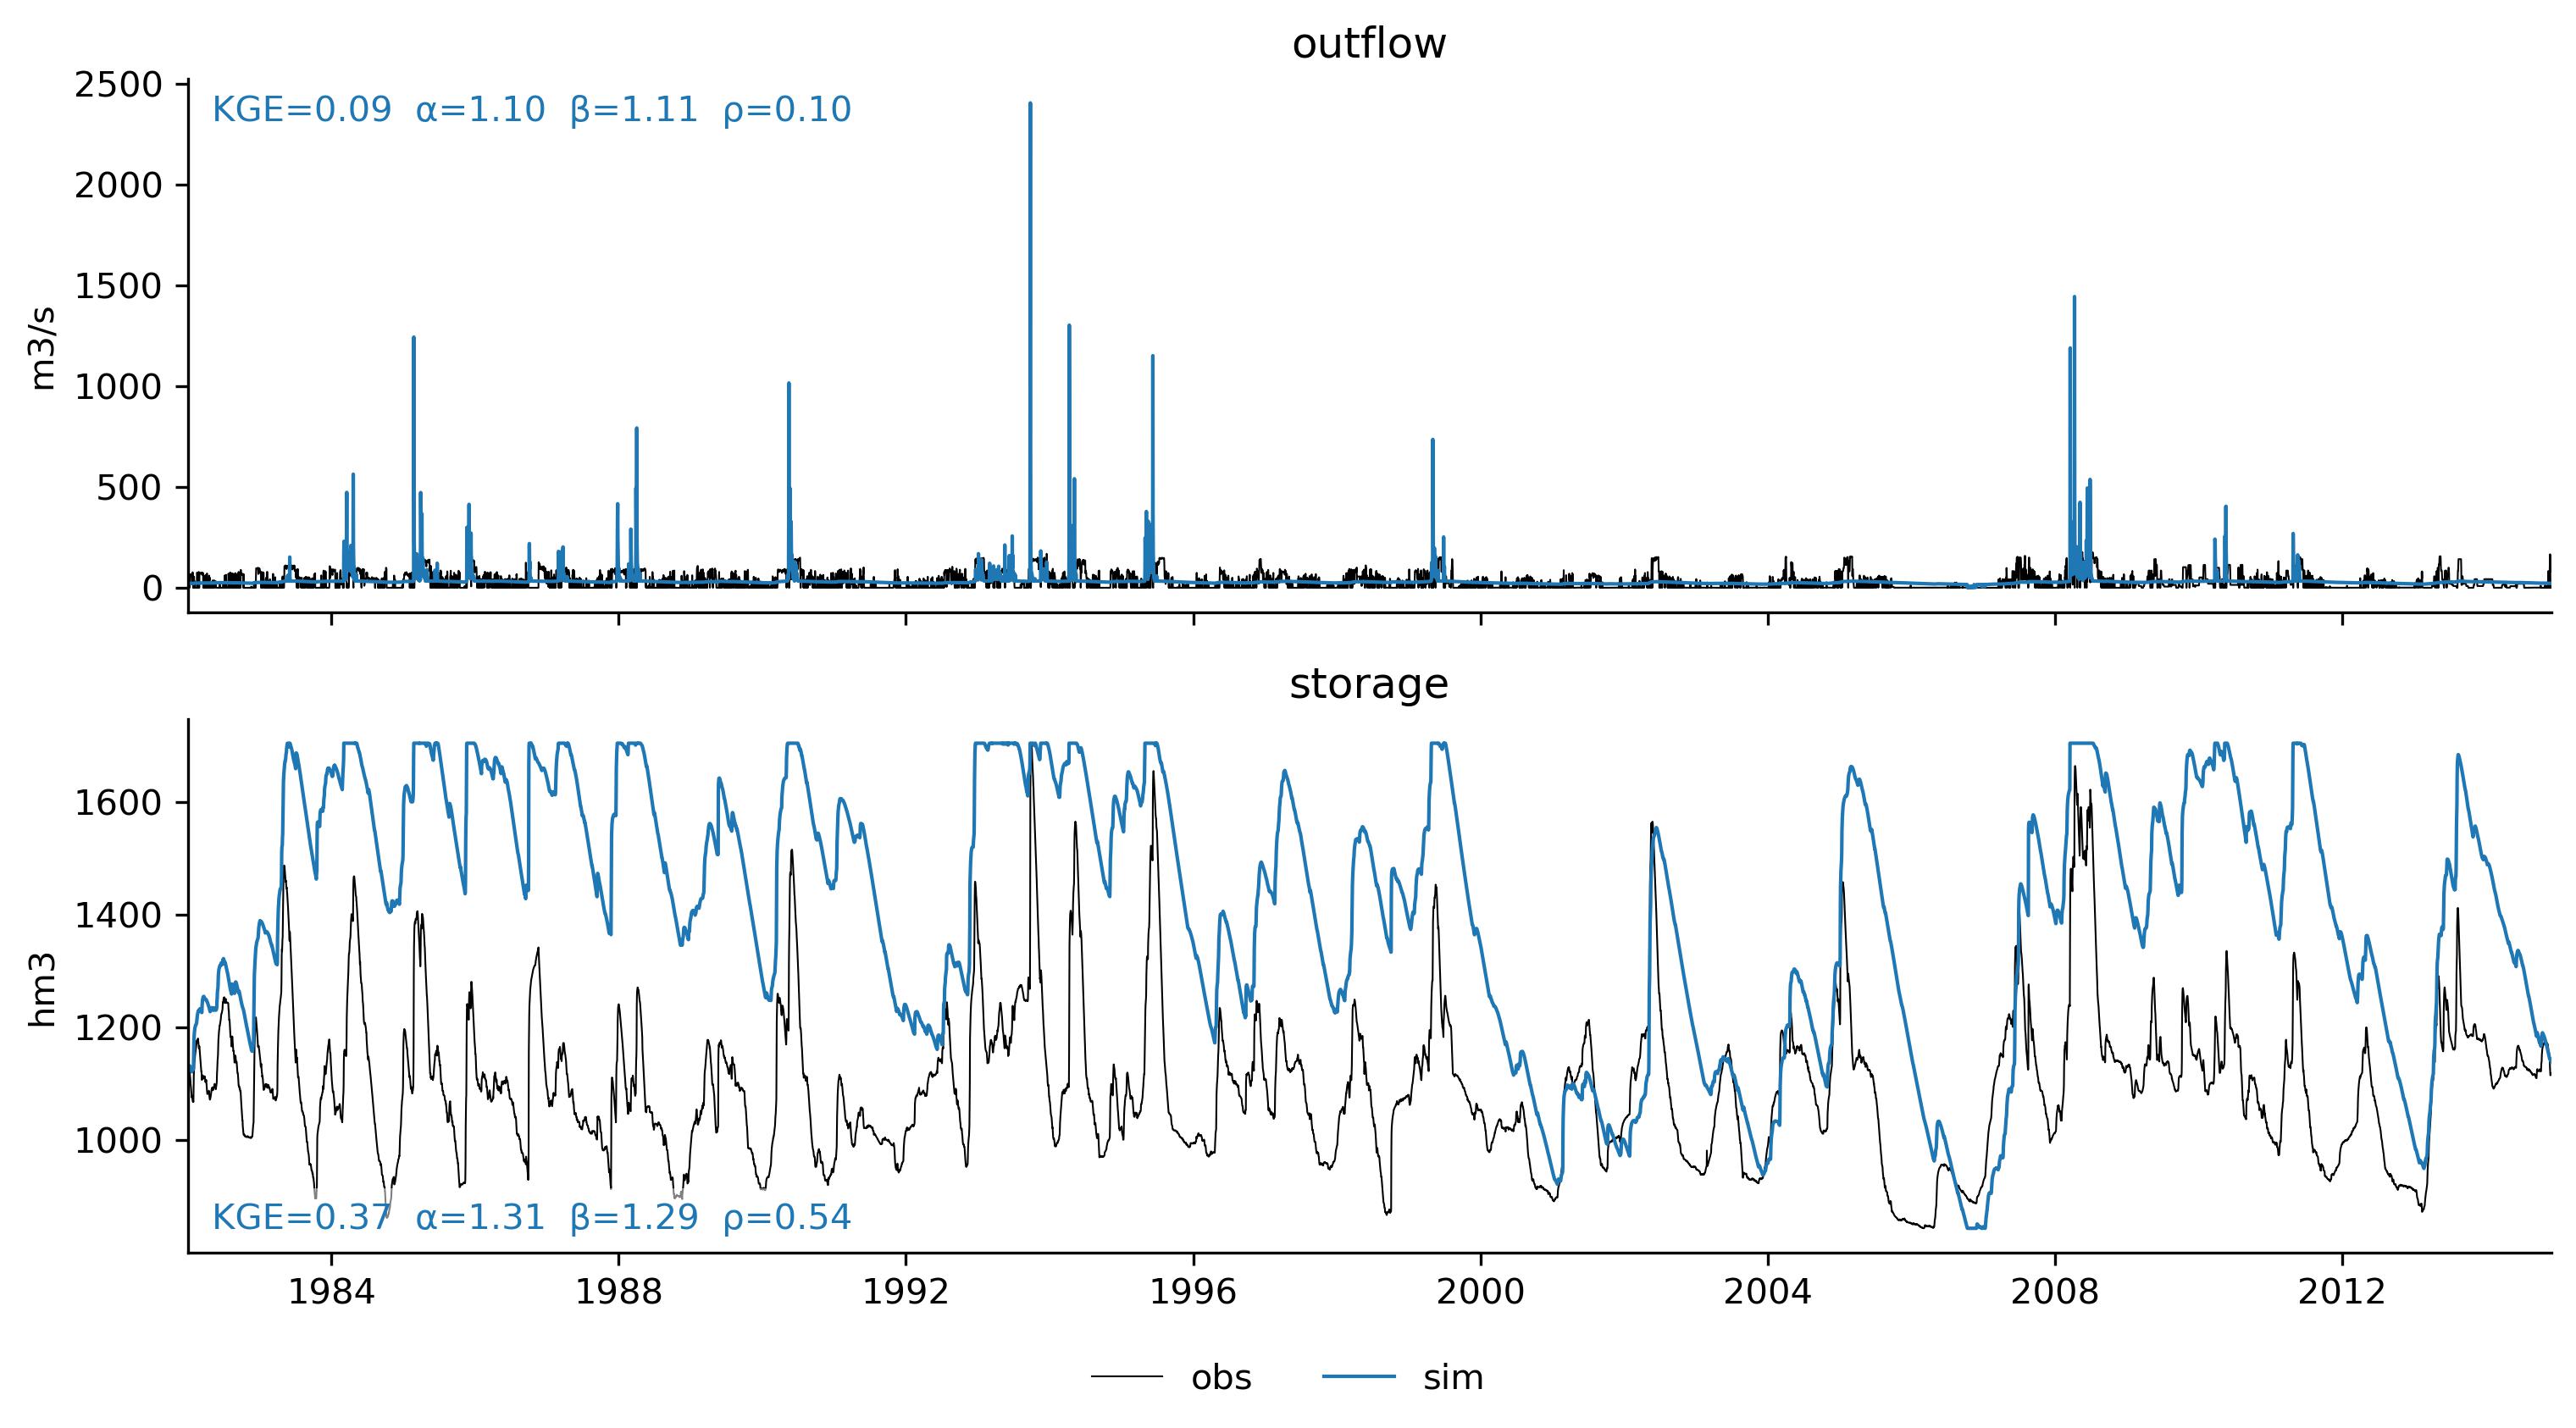 outflow
2500
KGE=0.09 α=1.10 β=1.11 ρ=0.10
2000
1500
m3/s
1000
500
0
storage
1600
1400
hm3
1200
1000
KGE=0.37 α=1.31 β=1.29 ρ=0.54
1984 1988 1992 1996 2000 2004 2008 2012
obs sim